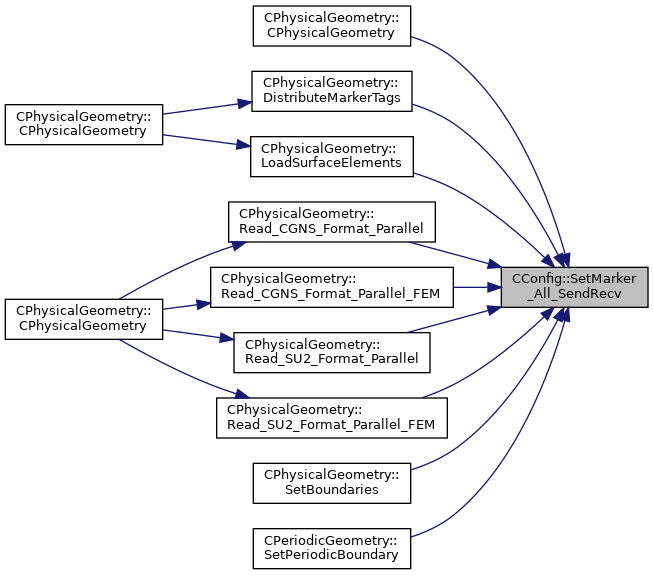 CPhysicalGeometry::
CPhysicalGeometry
CPhysicalGeometry::
DistributeMarkerTags
CPhysicalGeometry::
CPhysicalGeometry
CPhysicalGeometry::
LoadSurfaceElements
CPhysicalGeometry::
Read_CGNS_Format_Parallel
CPhysicalGeometry::
Read_CGNS_Format_Parallel_FEM
CConfig::SetMarker
_All_SendRecv
CPhysicalGeometry::
CPhysicalGeometry
CPhysicalGeometry::
Read_SU2_Format_Parallel
CPhysicalGeometry::
Read_SU2_Format_Parallel_FEM
CPhysicalGeometry::
SetBoundaries
CPeriodicGeometry::
SetPeriodicBoundary